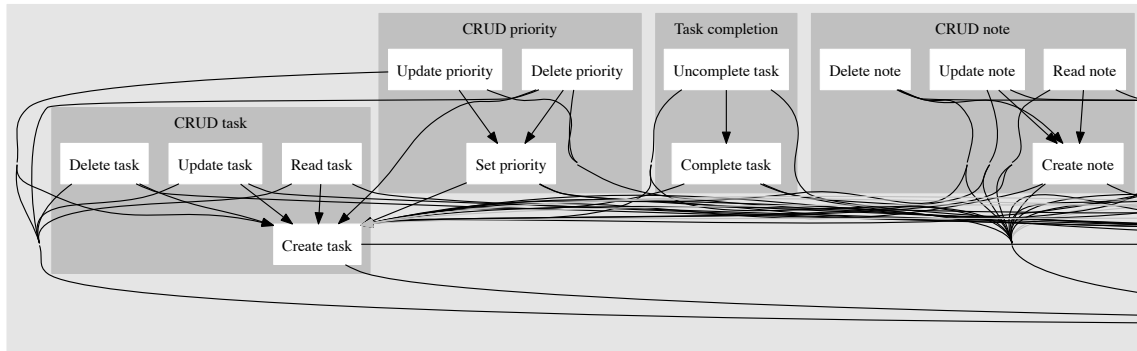 CRUD priority
Task completion
CRUD note
Update priority
Delete priority
Uncomplete task
Delete note
Update note
Read note
CRUD task
Delete task
Update task
Read task
Set priority
Complete task
Create note
Create task